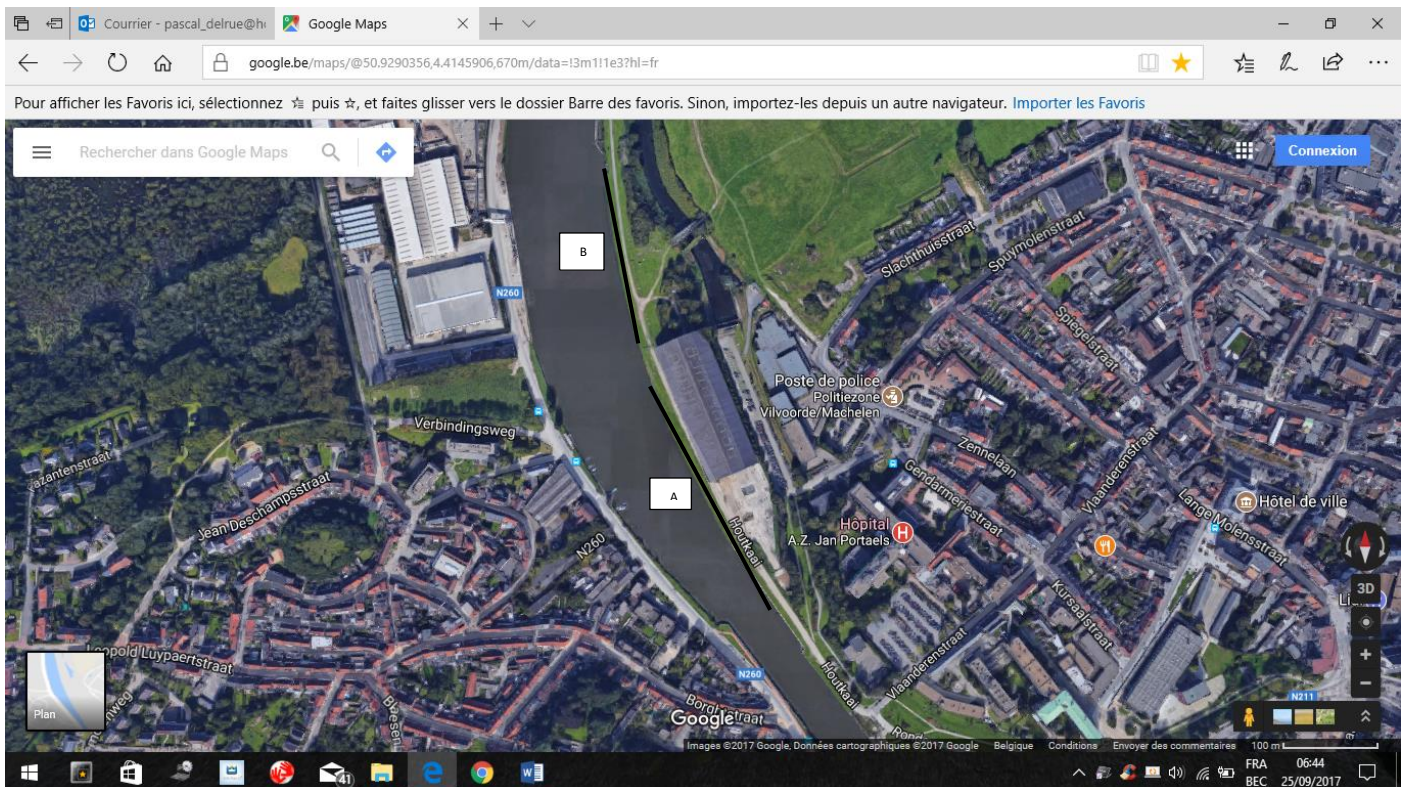 Courrier - pascal_delrue@h
Google Maps
google.be/maps/@50.9290356,4.4145906,670m/data=!3m1!1e3?hl=fr
Pour afficher les Favoris ici, sélectionnez puis ☆, et faites glisser vers le dossier Barre des favoris. Sinon, importez-les depuis un autre navigateur. Importer les Favoris
Rechercher dans Google Maps
Connexion
B
N260
Slachthuisstraat
Spuymolenstraat
Spiegelstraat
Poste de police
Politiezone
Vilvoorde/Machelen
Verbindingsweg
Zennelaan
Gendarmeriestraat
Vlaanderenstraat
Lange Molensstraat
Hôtel de ville
Jean Deschampsstraat
A
Houtkaai
Hôpital
A.Z. Jan Portaels
H
N260
Kursaalstraat
3D
Vlaanderenstraat
Houtkaai
N260
N211
Plan
Google
Images ©2017 Google, Données cartographiques ©2017 Google Belgique Conditions Envoyer des commentaires 100 m
41
FRA 06:44
BEC 25/09/2017